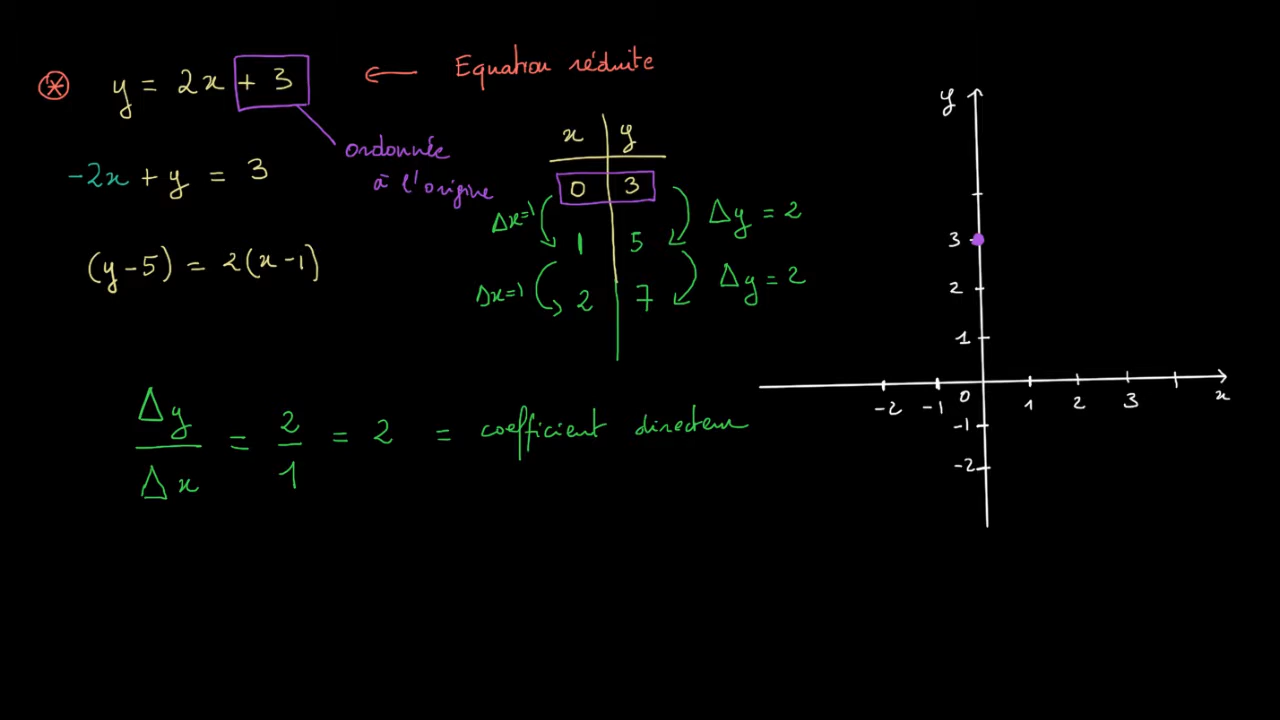 * y = 2x + 3 ← Equation réduite
ordonnée
à l'origine
-2x + y = 3
(y-5) = 2(x-1)
x y
0 3
Δx=1 Δy = 2
1 5
Δx=1 Δy = 2
2 7
Δy/Δx = 2/1 = 2 = coefficient directeur
y
3
2
1
-2 -1 0 1 2 3 x
-1
-2